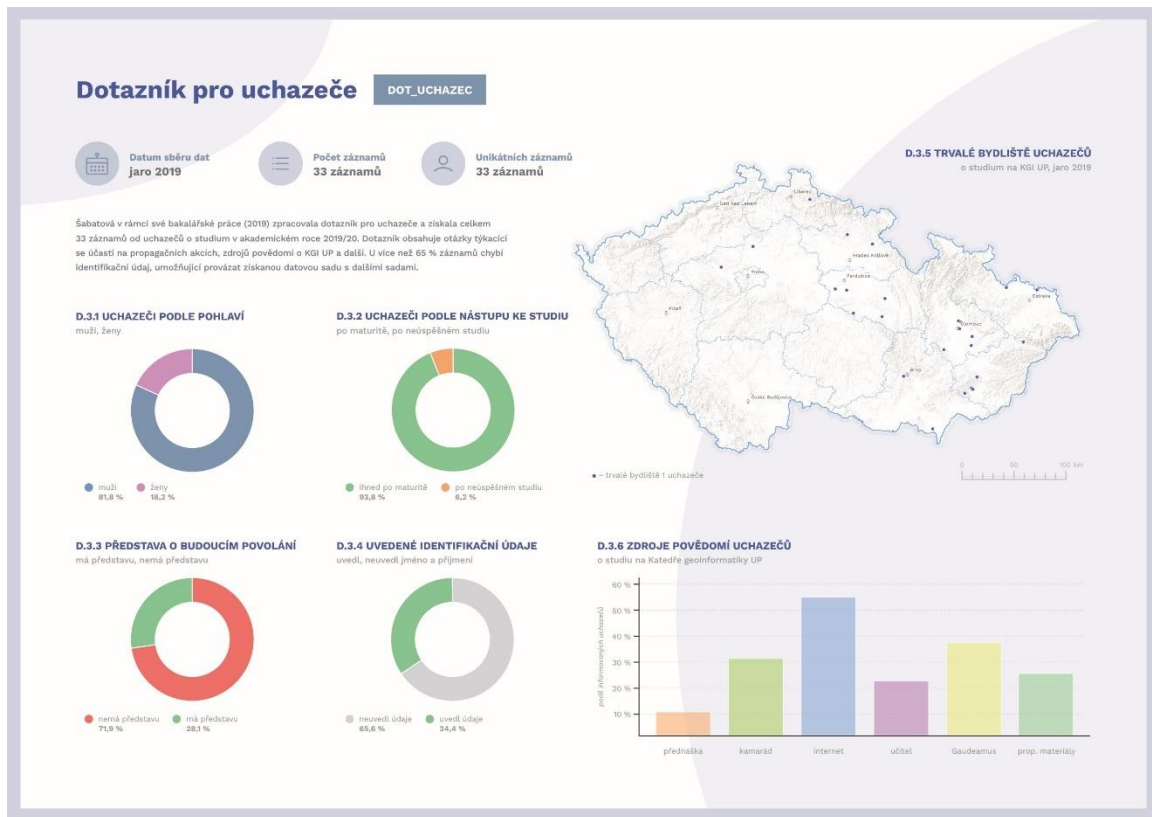 Dotazník pro uchazeče
DOT_UCHAZEC
Datum sběru dat
jaro 2019
Počet záznamů
33 záznamů
Unikátních záznamů
33 záznamů
Šabatová v rámci své bakalářské práce (2019) zpracovala dotazník pro uchazeče a získala celkem
33 záznamů od uchazečů o studium v akademickém roce 2019/20. Dotazník obsahuje otázky týkající
se účasti na propagačních akcích, zdrojů povědomí o KGI UP a další. U více než 65 % záznamů chybí
identifikační údaj, umožňující provázat získanou datovou sadu s dalšími sadami.
D.3.1 UCHAZEČI PODLE POHLAVÍ
muži, ženy
muži
81,8 %
ženy
18,2 %
D.3.2 UCHAZEČI PODLE NÁSTUPU KE STUDIU
po maturitě, po neúspěšném studiu
ihned po maturitě
93,8 %
po neúspěšném studiu
6,2 %
D.3.5 TRVALÉ BYDLIŠTĚ UCHAZEČŮ
o studium na KGI UP, jaro 2019
Liberec
Ústí nad Labem
Hradec Králové
Praha
Pardubice
Plzeň
Ostrava
Olomouc
Brno
České Budějovice
– trvalé bydliště 1 uchazeče
0 50 100 km
D.3.3 PŘEDSTAVA O BUDOUCÍM POVOLÁNÍ
má představu, nemá představu
nemá představu
71,9 %
má představu
28,1 %
D.3.4 UVEDENÉ IDENTIFIKAČNÍ ÚDAJE
uvedl, neuvedl jméno a příjmení
neuvedl údaje
65,6 %
uvedl údaje
34,4 %
D.3.6 ZDROJE POVĚDOMÍ UCHAZEČŮ
o studiu na Katedře geoinformatiky UP
podíl informovaných uchazečů
60 %
50 %
40 %
30 %
20 %
10 %
přednáška kamarád internet učitel Gaudeamus prop. materiály